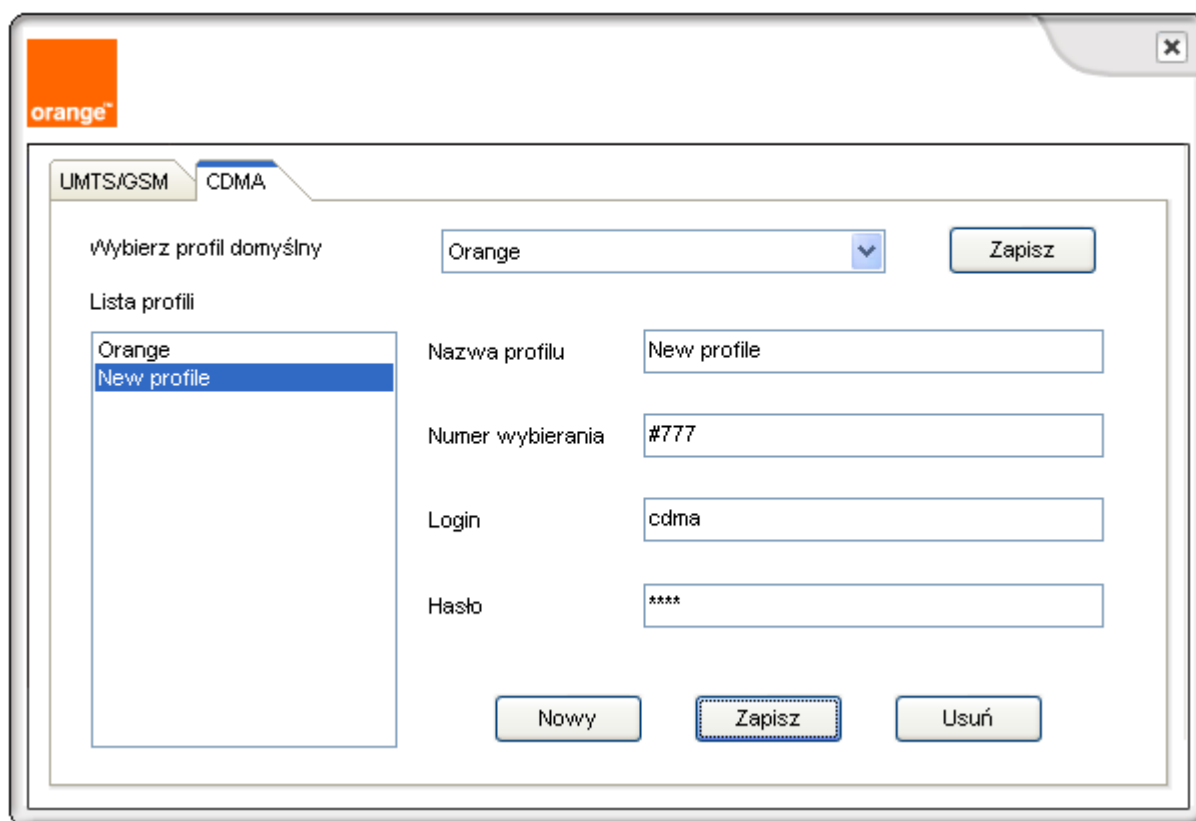 orange™
UMTS/GSM
CDMA
Wybierz profil domyślny
Orange
Zapisz
Lista profili
Orange
New profile
Nazwa profilu
New profile
Numer wybierania
#777
Login
cdma
Hasło
****
Nowy
Zapisz
Usuń